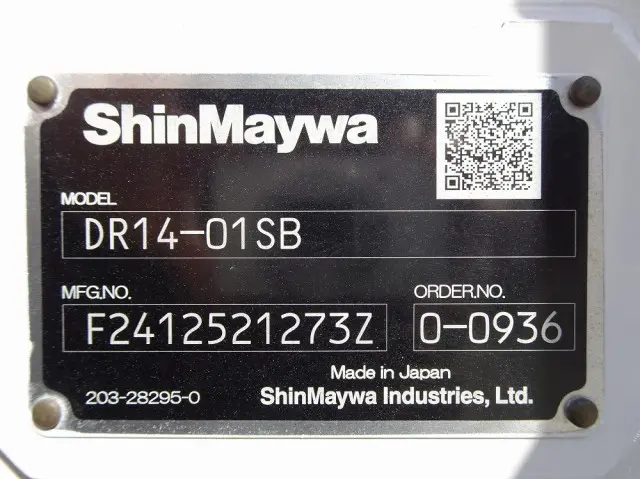 ShinMaywa
MODEL
DR14-01SB
MFG.NO.
F2412521273Z
ORDER.NO.
0-0936
Made in Japan
203-28295-0
ShinMaywa Industries, Ltd.